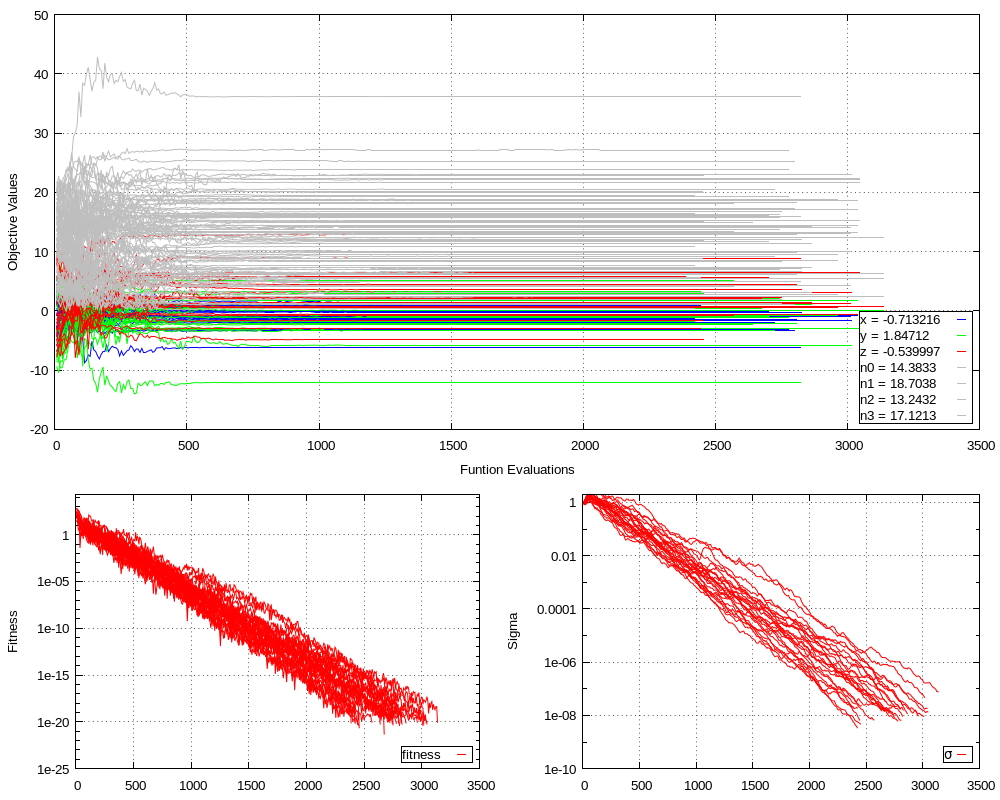 50
40
30
20
10
0
-10
-20
Objective Values
0 500 1000 1500 2000 2500 3000 3500
Funtion Evaluations
x = -0.713216
y = 1.84712
z = -0.539997
n0 = 14.3833
n1 = 18.7038
n2 = 13.2432
n3 = 17.1213
1
1e-05
1e-10
1e-15
1e-20
1e-25
Fitness
0 500 1000 1500 2000 2500 3000 3500
fitness
1
0.01
0.0001
1e-06
1e-08
1e-10
Sigma
0 500 1000 1500 2000 2500 3000 3500
σ